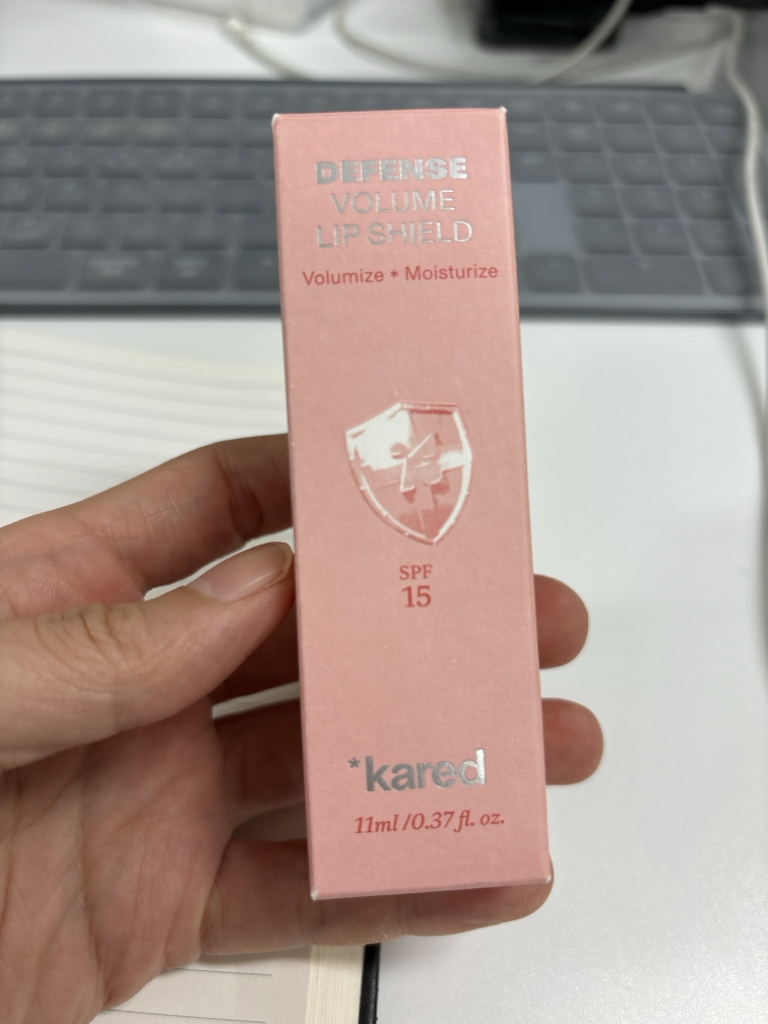 DEFENSE
VOLUME
LIP SHIELD
Volumize * Moisturize
SPF
15
*kared
11ml /0.37 fl. oz.